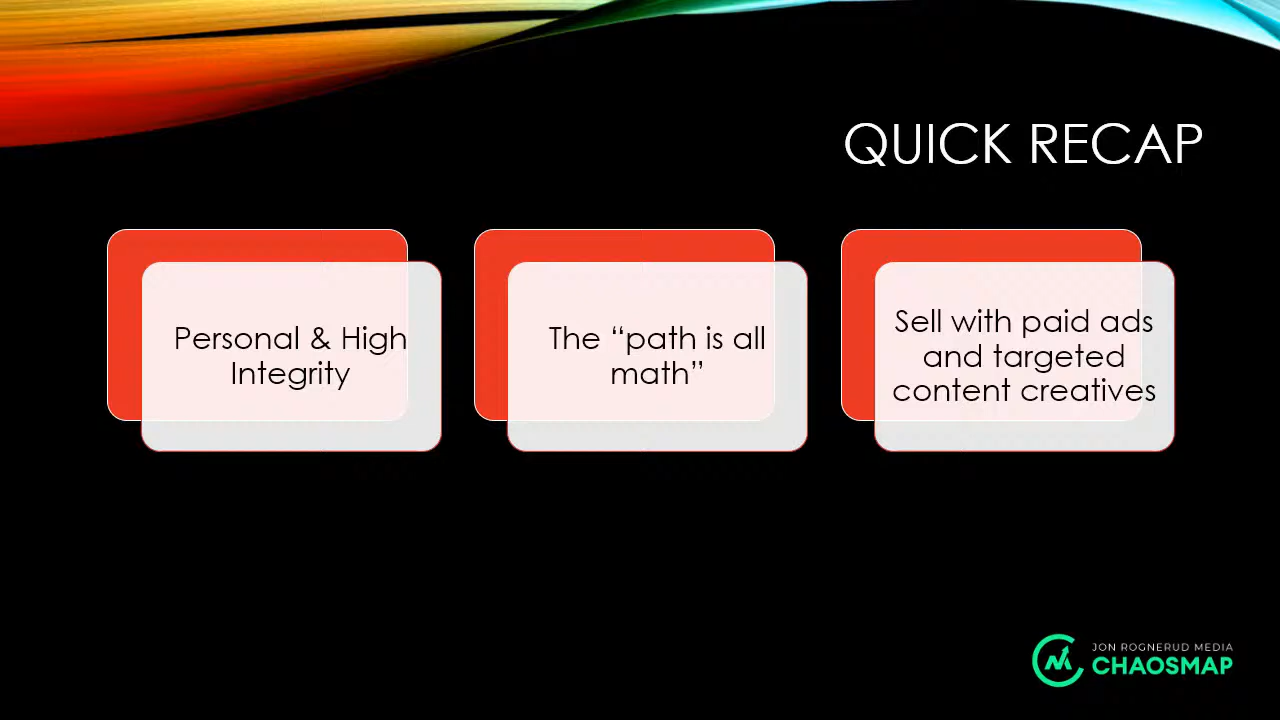 QUICK RECAP
Personal & High
Integrity
The “path is all
math”
Sell with paid ads
and targeted
content creatives
JON ROGNERUD MEDIA
CHAOSMAP